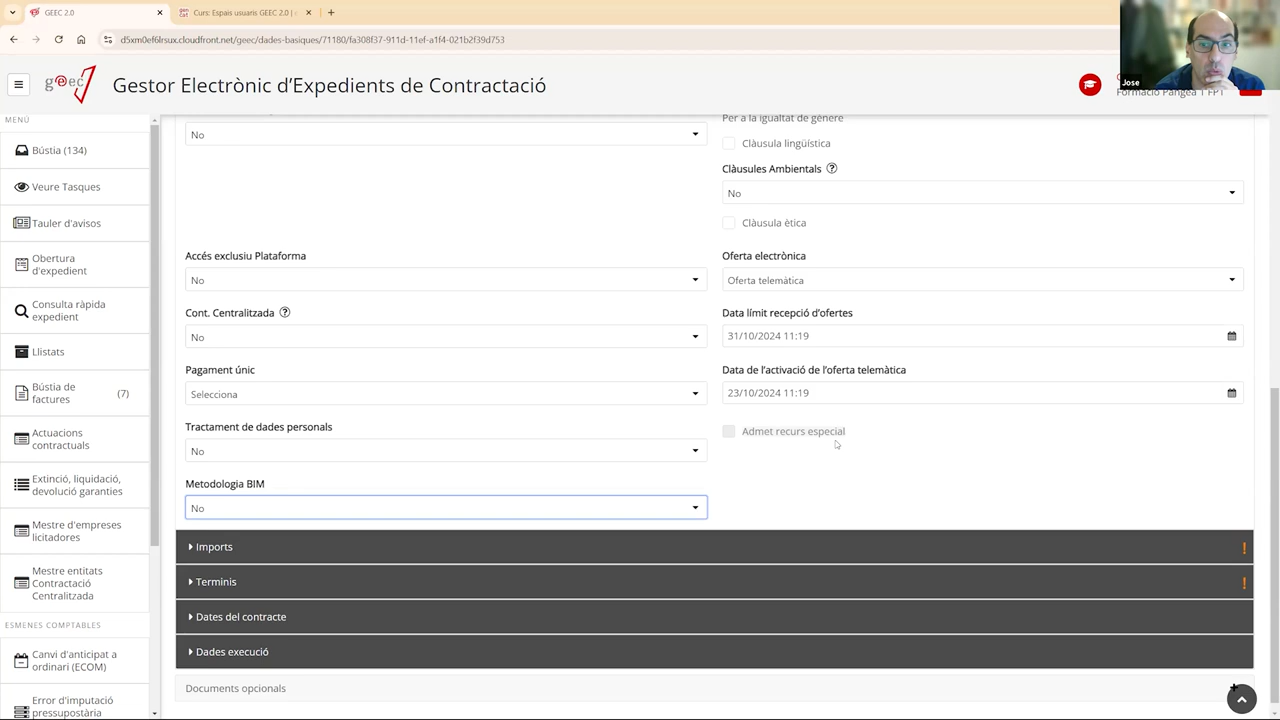 GEEC 2.0
Curs: Espais usuaris GEEC 2.0 (
d5xm0ef6lrsux.cloudfront.net/geec/dades-basiques/71180/fa308f37-911d-11ef-a1f4-021b2f39d753
geec
Gestor Electrònic d'Expedients de Contractació
Jose
Formació Pangea 1 FPT
MENÚ
Bústia (134)
Veure Tasques
Tauler d'avisos
Obertura
d'expedient
Consulta ràpida
expedient
Llistats
Bústia de
factures
(7)
Actuacions
contractuals
Extinció, liquidació,
devolució garanties
Mestre d'empreses
licitadores
Mestre entitats
Contractació
Centralitzada
ESMENES COMPTABLES
Canvi d'anticipat a
ordinari (ECOM)
Error d'imputació
pressupostària
No
Per a la igualtat de gènere
Clàusula lingüística
Clàusules Ambientals
No
Clàusula ètica
Accés exclusiu Plataforma
No
Oferta electrònica
Oferta telemàtica
Cont. Centralitzada
No
Data límit recepció d'ofertes
31/10/2024 11:19
Pagament únic
Selecciona
Data de l'activació de l'oferta telemàtica
23/10/2024 11:19
Tractament de dades personals
No
Admet recurs especial
Metodologia BIM
No
Imports
!
Terminis
!
Dates del contracte
Dades execució
Documents opcionals